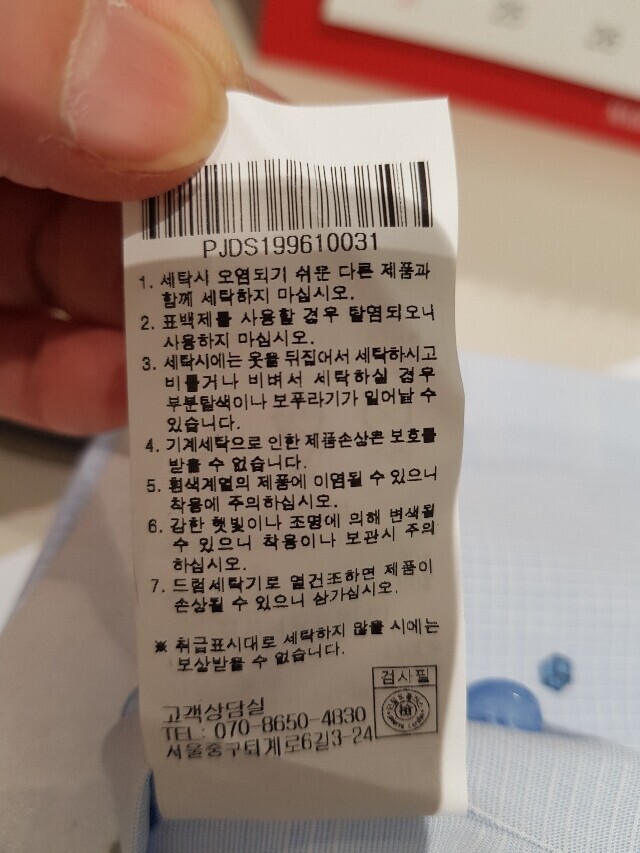 PJDS199610031
1. 세탁시 오염되기 쉬운 다른 제품과
함께 세탁하지 마십시오.
2. 표백제를 사용할 경우 탈염되오니
사용하지 마십시오.
3. 세탁시에는 옷을 뒤집어서 세탁하시고
비틀거나 비벼서 세탁하실 경우
부분탈색이나 보푸라기가 일어날 수
있습니다.
4. 기계세탁으로 인한 제품손상은 보호를
받을 수 없습니다.
5. 흰색계열의 제품에 이염될 수 있으니
착용에 주의하십시오.
6. 강한 햇빛이나 조명에 의해 변색될
수 있으니 착용이나 보관시 주의
하십시오.
7. 드럼세탁기로 열건조하면 제품이
손상될 수 있으니 삼가십시오.
※ 취급표시대로 세탁하지 않을 시에는
보상받을 수 없습니다.
검사필
고객상담실
TEL: 070-8650-4830
서울중구퇴계로6길3-24